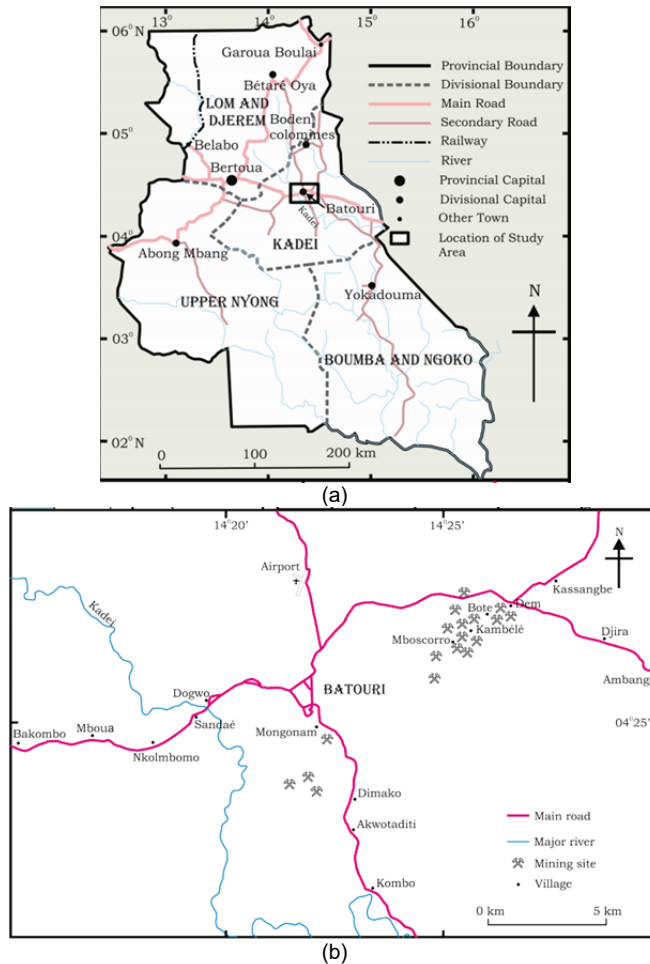 13° 14° 15°
06°N
Garoua Boulai
Bétaré Oya
LOM AND
DJEREM
Boden
colommes
05°
Belabo
Bertoua
Batouri
Kadei
04°
KADEI
Abong Mbang
UPPER NYONG
Yokadouma
03°
BOUMBA AND NGOKO
02°N
0 100 200 km
13° 14° 15° 16°
Provincial Boundary
Divisional Boundary
Main Road
Secondary Road
Railway
River
Provincial Capital
Divisional Capital
Other Town
Location of Study
Area
N
(a)
14°20' 14°25'
N
Airport
Kassangbe
Kadei
Bote
Dem
Kambélé
Mboscorro
Djira
Ambang
BATOURI
Dogwo
Sandaé
04°25'
Mongonam
Bakombo
Mboua
Nkolmbomo
Dimako
Akwotaditi
Kombo
Main road
Major river
Mining site
Village
0 km 5 km
(b)